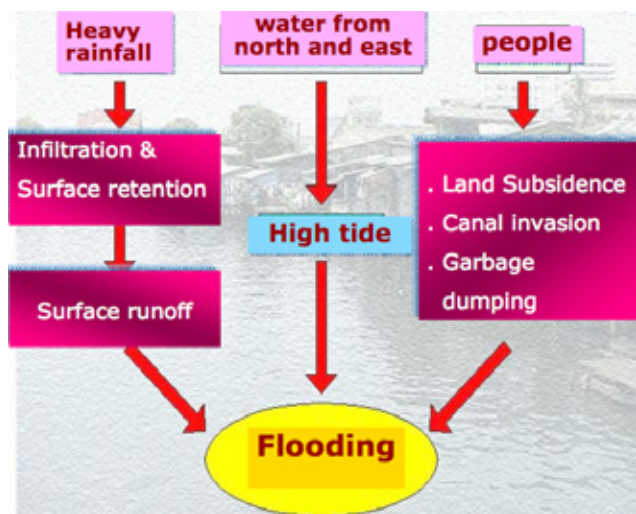 Heavy
rainfall
water from
north and east
people
Infiltration &
Surface retention
. Land Subsidence
. Canal invasion
. Garbage
dumping
High tide
Surface runoff
Flooding